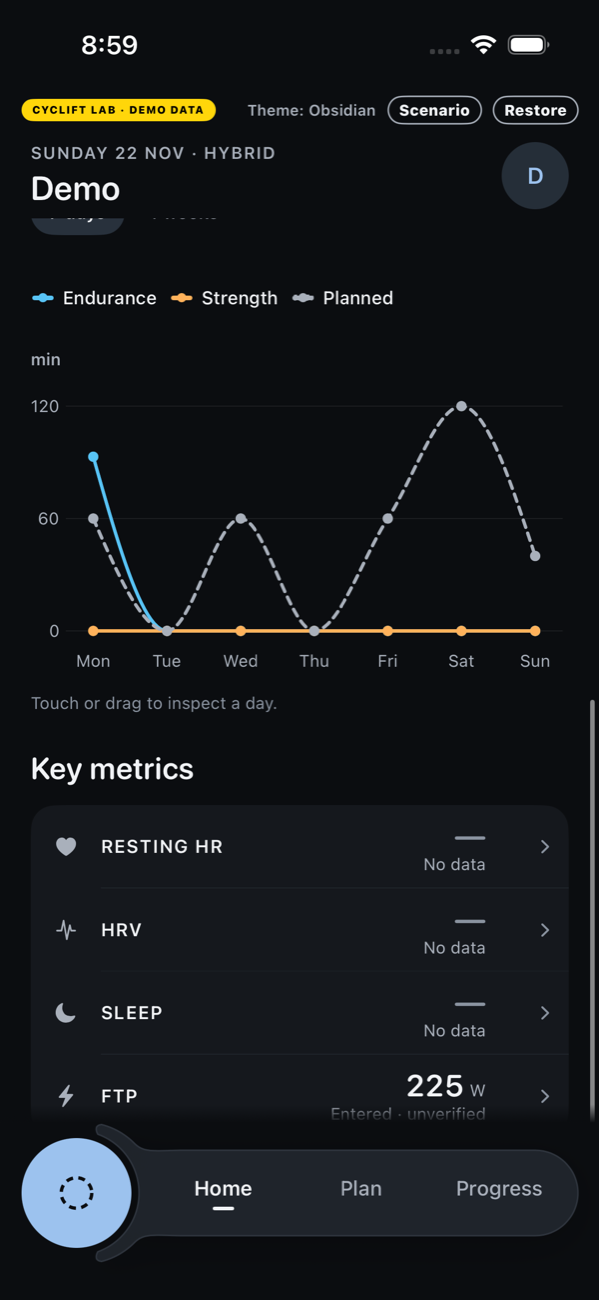 8:59
CYCLIFT LAB · DEMO DATA
Theme: Obsidian
Scenario
Restore
SUNDAY 22 NOV · HYBRID
Demo
D
Endurance
Strength
Planned
min
120
60
0
Mon Tue Wed Thu Fri Sat Sun
Touch or drag to inspect a day.
Key metrics
RESTING HR
No data
HRV
No data
SLEEP
No data
FTP
225 W
Entered · unverified
Home
Plan
Progress